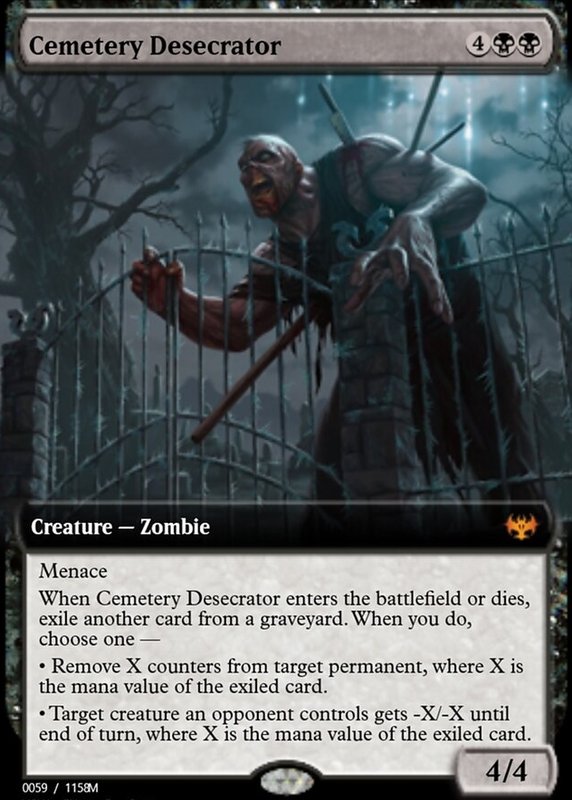 Cemetery Desecrator 4
Creature — Zombie
Menace
When Cemetery Desecrator enters the battlefield or dies,
exile another card from a graveyard. When you do,
choose one —
• Remove X counters from target permanent, where X is
the mana value of the exiled card.
• Target creature an opponent controls gets -X/-X until
end of turn, where X is the mana value of the exiled card.
4/4
0059 / 1158M